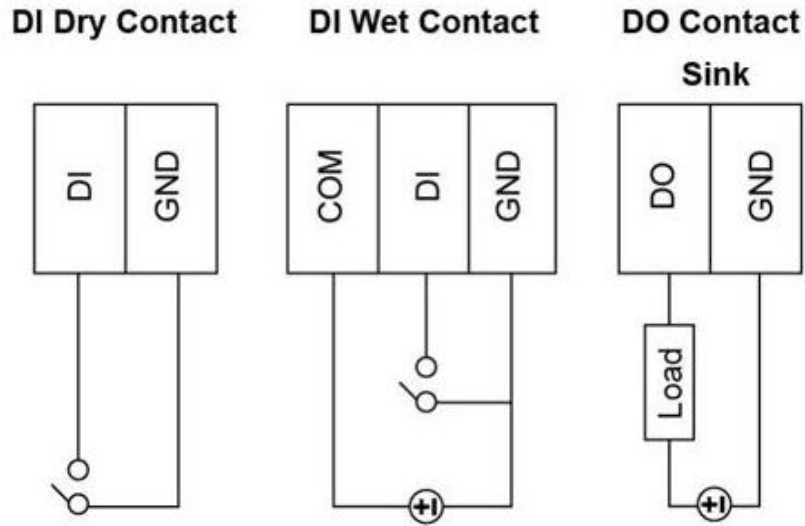 DI Dry Contact
DI Wet Contact
DO Contact
Sink
DI
GND
COM
DI
GND
DO
GND
Load